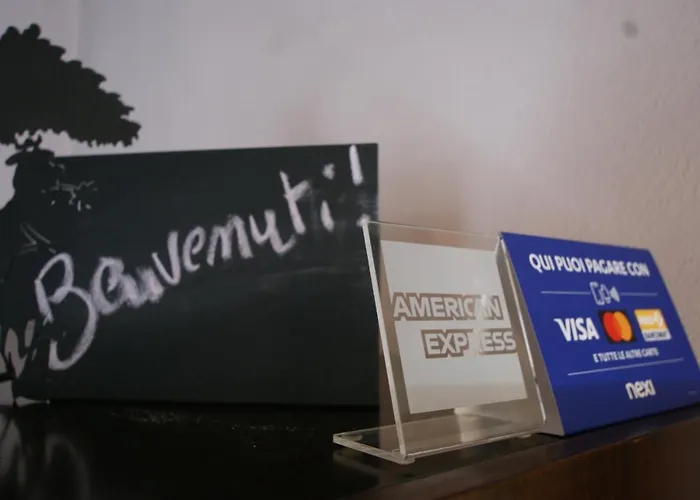 Benvenuti!
AMERICAN
EXPRESS
QUI PUOI PAGARE CON
VISA
E TUTTE LE ALTRE CARTE
nexi